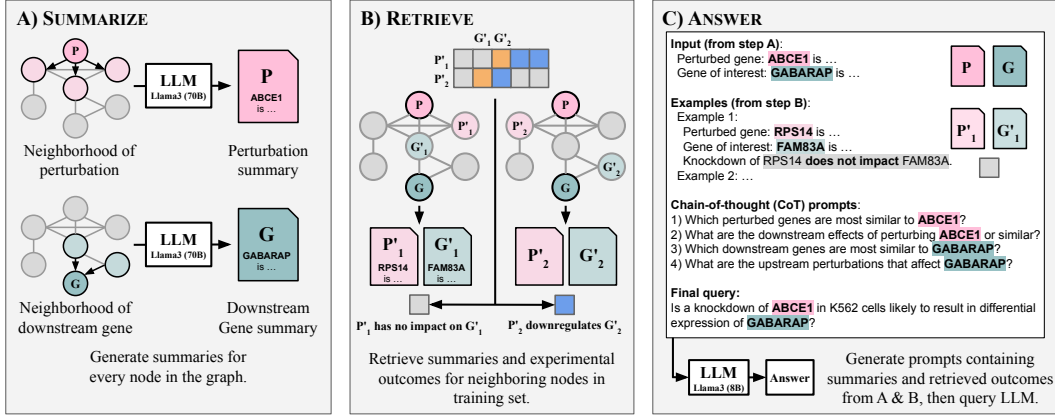 A) SUMMARIZE
P
LLM
Llama3 (70B)
P
ABCE1
is ...
Neighborhood of
perturbation
Perturbation
summary
G
LLM
Llama3 (70B)
G
GABARAP
is ...
Neighborhood of
downstream gene
Downstream
Gene summary
Generate summaries for
every node in the graph.
B) RETRIEVE
G'1 G'2
P'1
P'2
P
P'1
G'1
G
P
P'2
G'2
G
P'1
RPS14
is ...
G'1
FAM83A
is ...
P'2
G'2
P'1 has no impact on G'1
P'2 downregulates G'2
Retrieve summaries and experimental
outcomes for neighboring nodes in
training set.
C) ANSWER
Input (from step A):
Perturbed gene: ABCE1 is ...
Gene of interest: GABARAP is ...
P
G
Examples (from step B):
Example 1:
Perturbed gene: RPS14 is ...
Gene of interest: FAM83A is ...
Knockdown of RPS14 does not impact FAM83A.
Example 2: ...
P'1
G'1
Chain-of-thought (CoT) prompts:
1) Which perturbed genes are most similar to ABCE1?
2) What are the downstream effects of perturbing ABCE1 or similar?
3) Which downstream genes are most similar to GABARAP?
4) What are the upstream perturbations that affect GABARAP?
Final query:
Is a knockdown of ABCE1 in K562 cells likely to result in differential
expression of GABARAP?
LLM
Llama3 (8B)
Answer
Generate prompts containing
summaries and retrieved outcomes
from A & B, then query LLM.